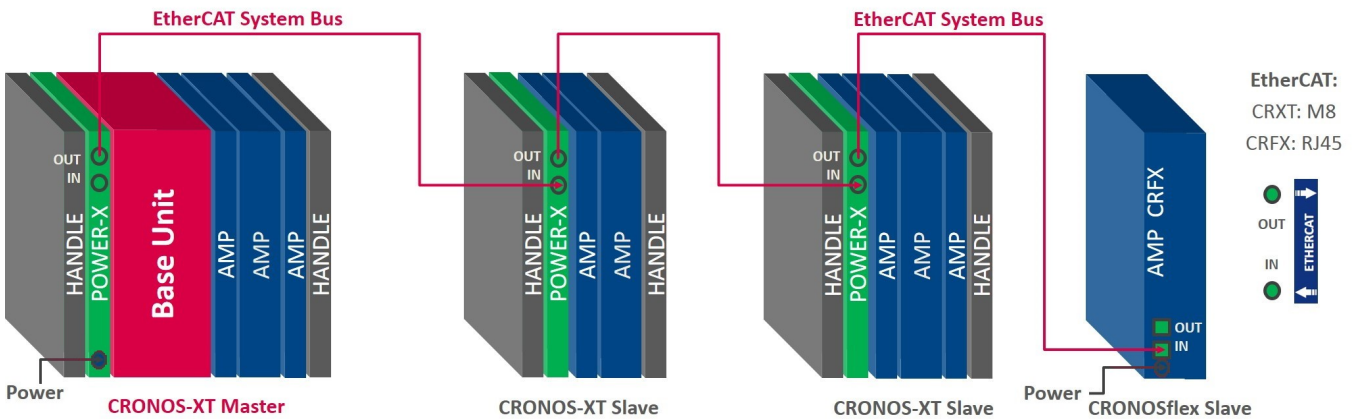 EtherCAT System Bus
EtherCAT System Bus
OUT
IN
HANDLE
POWER-X
Base Unit
AMP
AMP
AMP
HANDLE
Power
CRONOS-XT Master
OUT
IN
HANDLE
POWER-X
AMP
AMP
HANDLE
CRONOS-XT Slave
OUT
IN
HANDLE
POWER-X
AMP
AMP
AMP
HANDLE
CRONOS-XT Slave
AMP CRFX
OUT
IN
Power
CRONOSflex Slave
EtherCAT:
CRXT: M8
CRFX: RJ45
OUT
IN
ETHERCAT